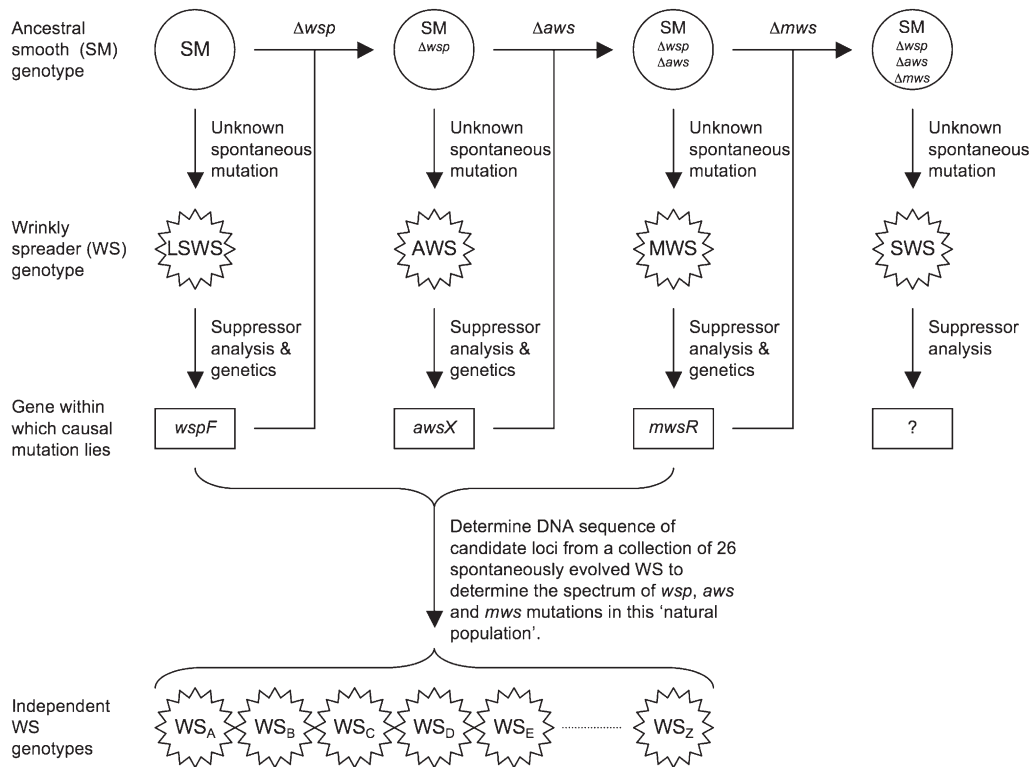 Ancestral
smooth (SM)
genotype
SM
Δwsp
SM
Δwsp
Δaws
SM
Δwsp
Δaws
Δmws
SM
Δwsp
Δaws
Δmws
Unknown
spontaneous
mutation
Unknown
spontaneous
mutation
Unknown
spontaneous
mutation
Unknown
spontaneous
mutation
Wrinkly
spreader (WS)
genotype
LSWS
AWS
MWS
SWS
Suppressor
analysis &
genetics
Suppressor
analysis &
genetics
Suppressor
analysis &
genetics
Suppressor
analysis
Gene within
which causal
mutation lies
wspF
awsX
mwsR
?
Determine DNA sequence of
candidate loci from a collection of 26
spontaneously evolved WS to
determine the spectrum of wsp, aws
and mws mutations in this ‘natural
population’.
Independent
WS
genotypes
WSA
WSB
WSC
WSD
WSE
WSZ